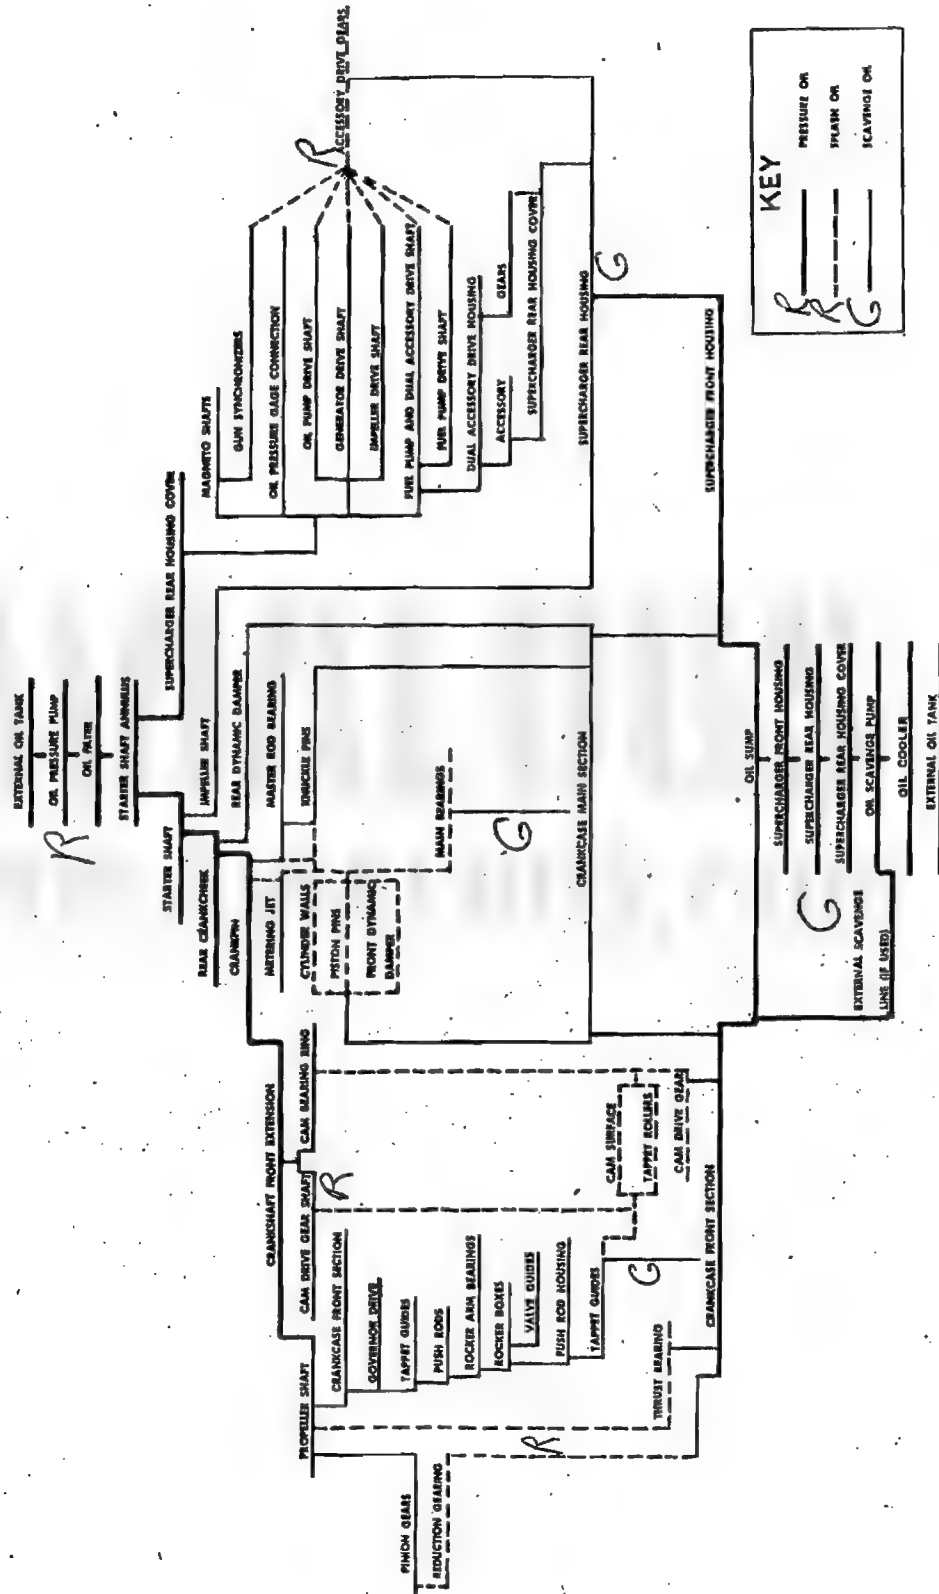 EXTERNAL OIL TANK
OIL PRESSURE PUMP
R
OIL FILTER
STARTER SHAFT ANNULUS
STARTER SHAFT
SUPERCHARGER REAR HOUSING COVER
REAR CRANKCHEEK
IMPELLER SHAFT
CRANKPIN
REAR DYNAMIC DAMPER
METERING JET
MASTER ROD BEARING
CYLINDER WALLS
KNUCKLE PINS
PISTON PINS
FRONT DYNAMIC
DAMPER
MAIN BEARINGS
G
CRANKCASE MAIN SECTION
MAGNETO SHAFTS
GUN SYNCHRONIZERS
OIL PRESSURE GAGE CONNECTION
OIL PUMP DRIVE SHAFT
GENERATOR DRIVE SHAFT
IMPELLER DRIVE SHAFT
FUEL PUMP AND DUAL ACCESSORY DRIVE SHAFT
FUEL PUMP DRIVE SHAFT
R
ACCESSORY DRIVE GEARS
DUAL ACCESSORY DRIVE HOUSING
ACCESSORY GEARS
SUPERCHARGER REAR HOUSING COVER
SUPERCHARGER REAR HOUSING
G
SUPERCHARGER FRONT HOUSING
CRANKSHAFT FRONT EXTENSION
PROPELLER SHAFT
CAM DRIVE GEAR SHAFT
CAM BEARING RING
R
CRANKCASE FRONT SECTION
GOVERNOR DRIVE
TAPPET GUIDES
PUSH RODS
ROCKER ARM BEARINGS
ROCKER BOXES
VALVE GUIDES
PUSH ROD HOUSING
TAPPET GUIDES
G
PINION GEARS
REDUCTION GEARING
R
THRUST BEARING
CAM SURFACE
TAPPET ROLLERS
CAM DRIVE GEAR
CRANKCASE FRONT SECTION
OIL SUMP
SUPERCHARGER FRONT HOUSING
SUPERCHARGER REAR HOUSING
SUPERCHARGER REAR HOUSING COVER
G
OIL SCAVENGE PUMP
EXTERNAL SCAVENGE
LINE (IF USED)
OIL COOLER
EXTERNAL OIL TANK
KEY
R PRESSURE OIL
R SPLASH OIL
G SCAVENGE OIL